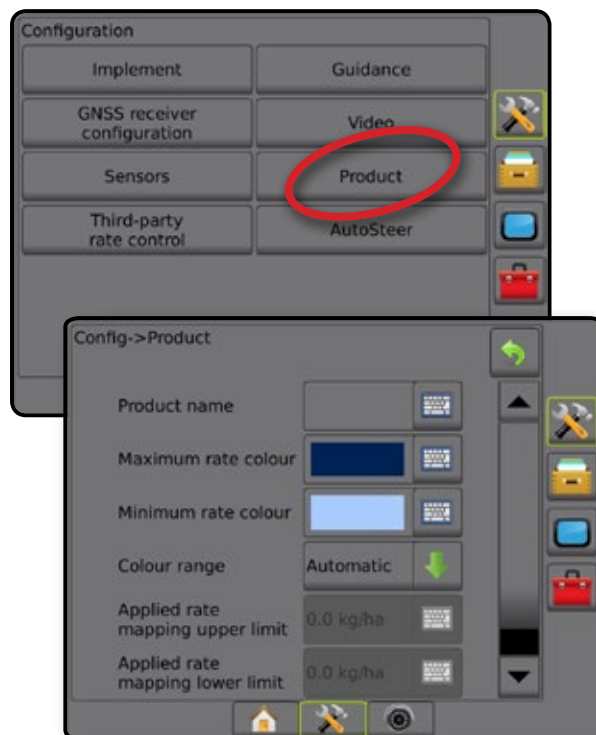 Configuration
Implement
Guidance
GNSS receiver
configuration
Video
Sensors
Product
Third-party
rate control
AutoSteer
Config->Product
Product name
Maximum rate colour
Minimum rate colour
Colour range
Automatic
Applied rate
mapping upper limit
0.0 kg/ha
Applied rate
mapping lower limit
0.0 kg/ha